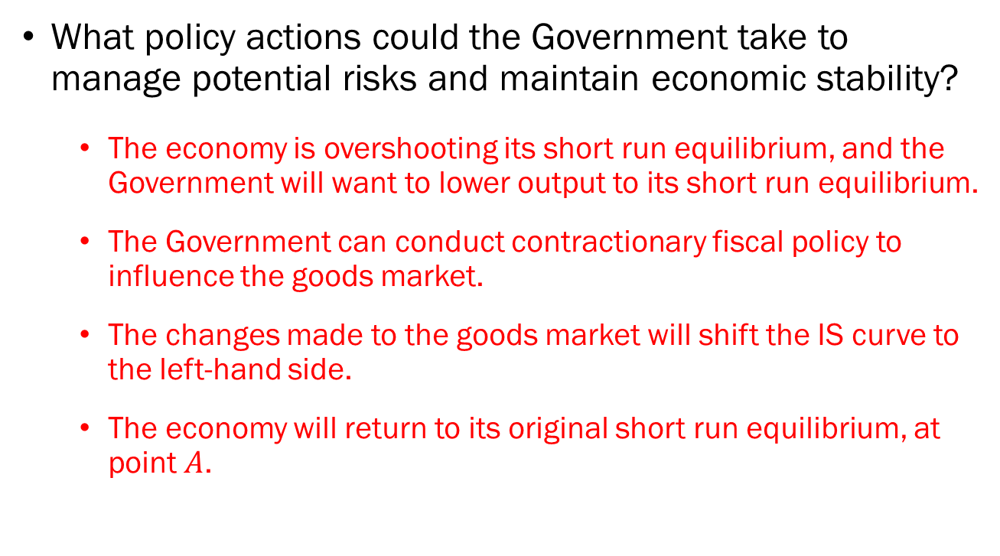 • What policy actions could the Government take to
manage potential risks and maintain economic stability?
• The economy is overshooting its short run equilibrium, and the
Government will want to lower output to its short run equilibrium.
• The Government can conduct contractionary fiscal policy to
influence the goods market.
• The changes made to the goods market will shift the IS curve to
the left-hand side.
• The economy will return to its original short run equilibrium, at
point A.